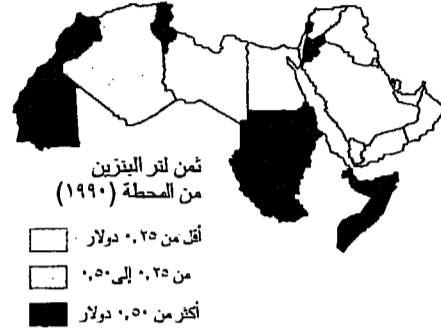 ثمن لتر البنزين
من المحطة (١٩٩٠)
أقل من ٠,٢٥ دولار
من ٠,٢٥ إلى ٠,٥٠
أكثر من ٠,٥٠ دولار